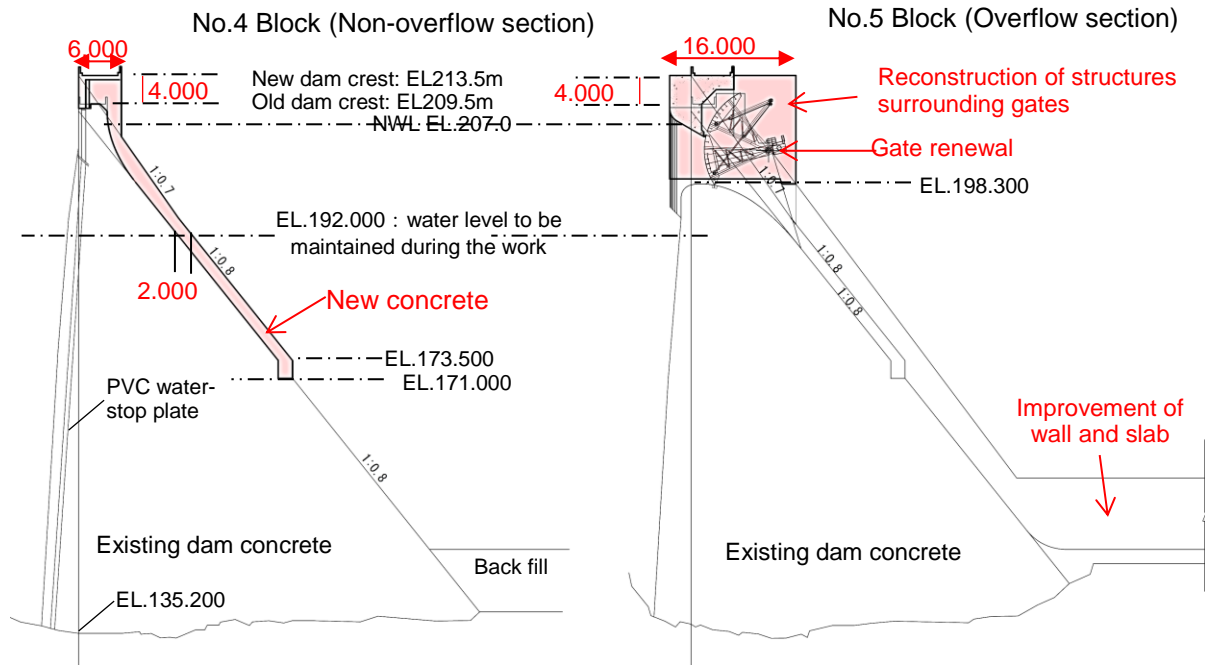 No.4 Block (Non-overflow section)
No.5 Block (Overflow section)
6.000
4.000
New dam crest: EL213.5m
Old dam crest: EL209.5m
NWL EL.207.0
1:0.7
EL.192.000 : water level to be
maintained during the work
2.000
1:0.8
New concrete
EL.173.500
EL.171.000
PVC water-
stop plate
1:0.8
Existing dam concrete
Back fill
EL.135.200
16.000
4.000
Reconstruction of structures
surrounding gates
Gate renewal
EL.198.300
1:0.7
1:0.8
1:0.8
Improvement of
wall and slab
Existing dam concrete